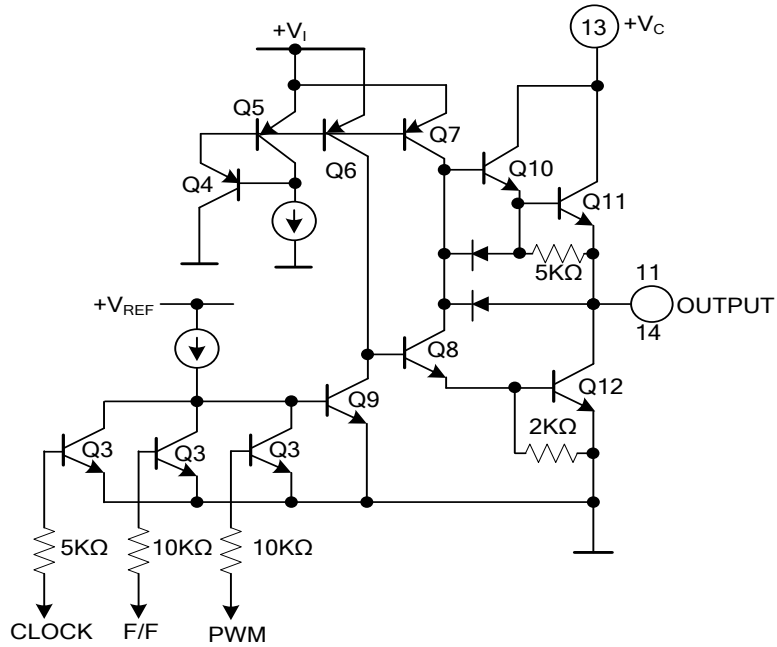 +VI
13
+VC
Q5
Q7
Q6
Q10
Q4
Q11
5KΩ
11
+VREF
OUTPUT
14
Q8
Q9
Q12
2KΩ
Q3
Q3
Q3
5KΩ
10KΩ
10KΩ
CLOCK
F/F
PWM